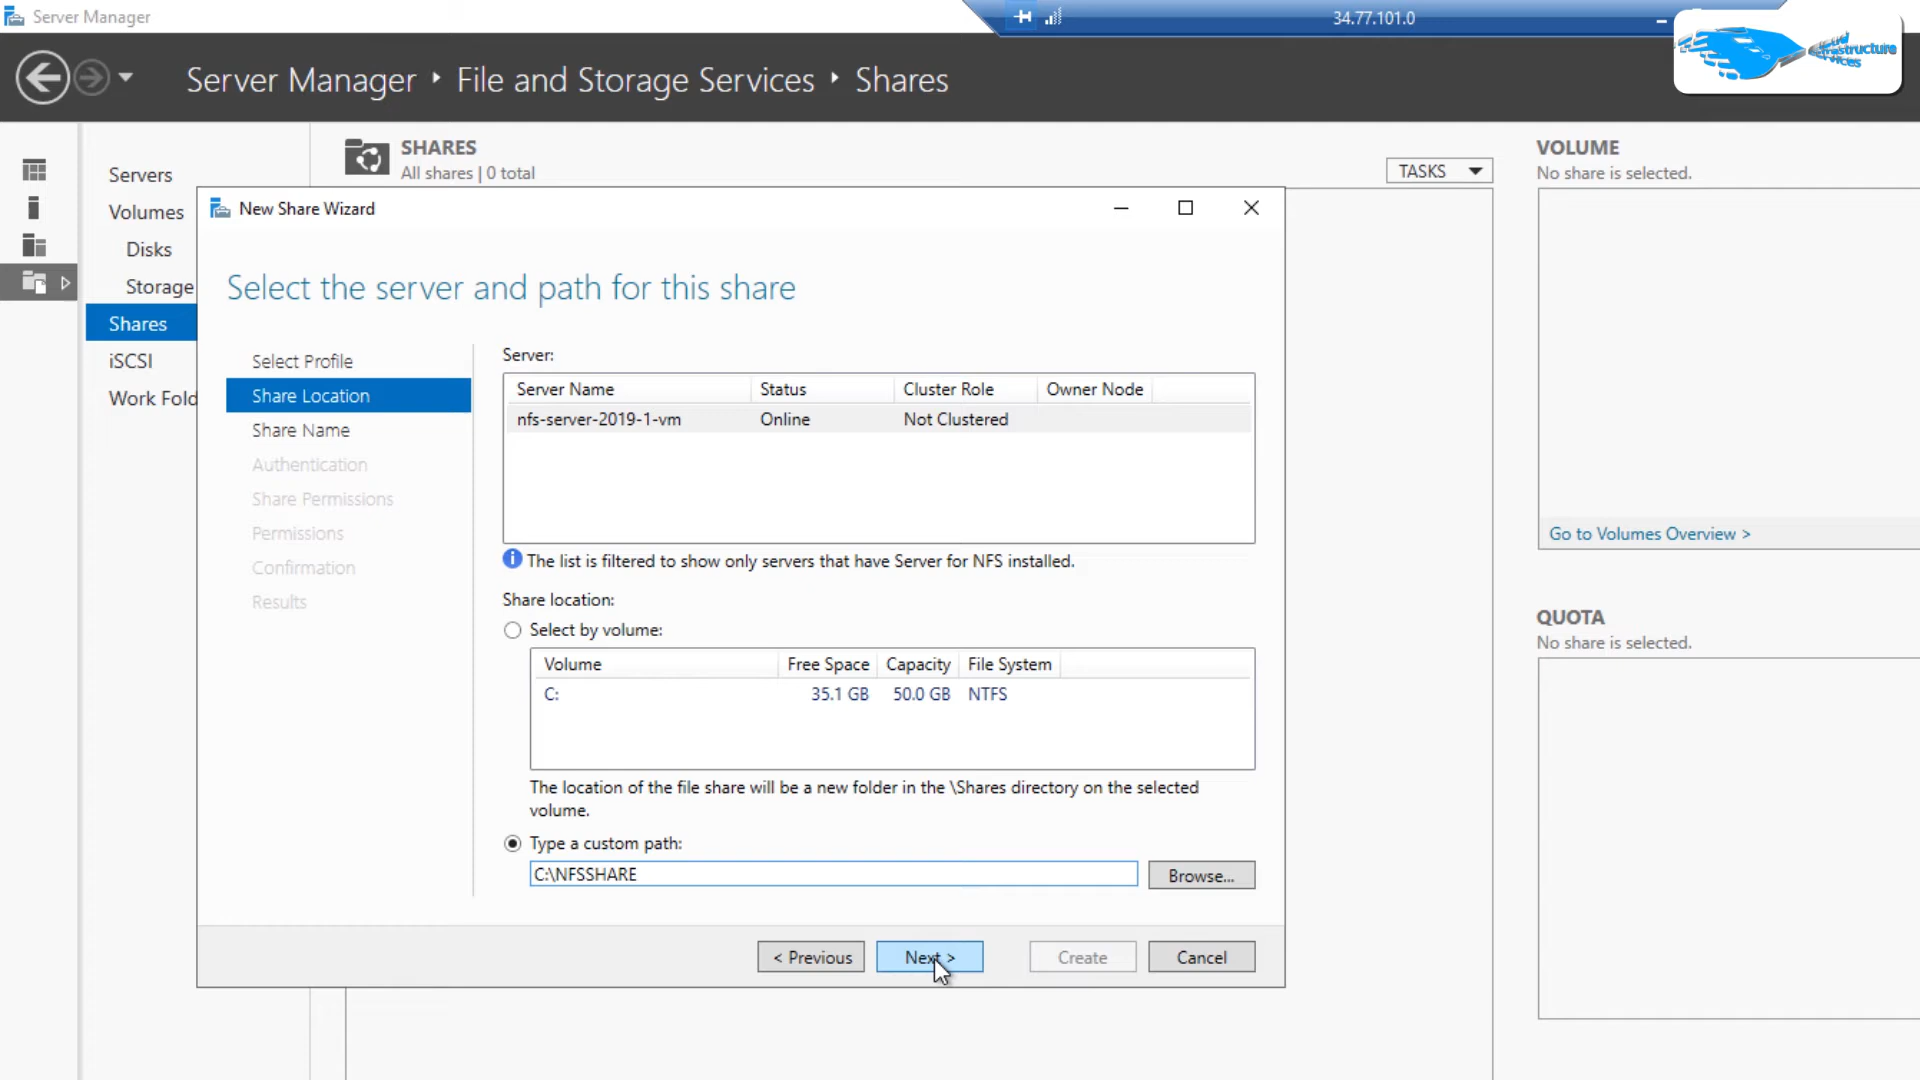 Server Manager
34.77.101.0
Server Manager ‣ File and Storage Services ‣ Shares
Infrastructure
Services
Servers
Volumes
Disks
Storage
Shares
iSCSI
Work Fold
SHARES
All shares | 0 total
TASKS
VOLUME
No share is selected.
Go to Volumes Overview >
QUOTA
No share is selected.
New Share Wizard
Select the server and path for this share
Select Profile
Share Location
Share Name
Authentication
Share Permissions
Permissions
Confirmation
Results
Server:
Server Name Status Cluster Role Owner Node
nfs-server-2019-1-vm Online Not Clustered
The list is filtered to show only servers that have Server for NFS installed.
Share location:
Select by volume:
Volume Free Space Capacity File System
C: 35.1 GB 50.0 GB NTFS
The location of the file share will be a new folder in the \Shares directory on the selected
volume.
Type a custom path:
C:\NFSSHARE
Browse...
< Previous Next > Create Cancel